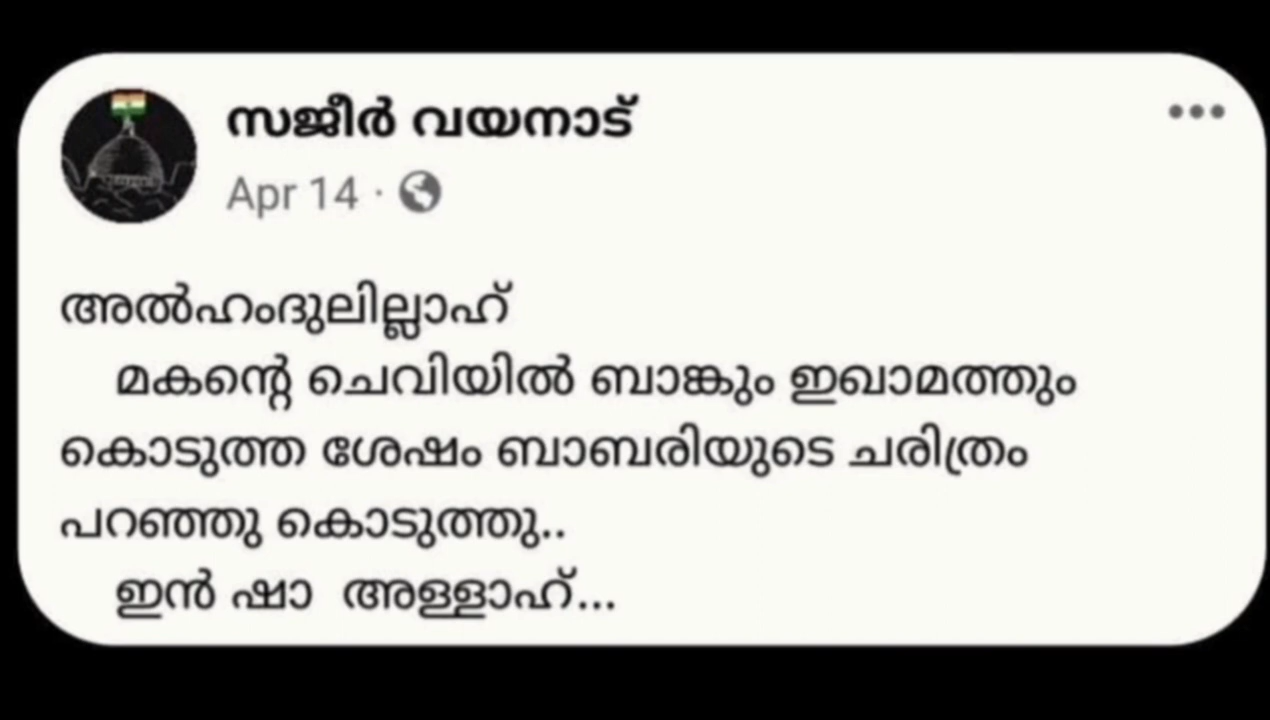 സജീർ വയനാട്
Apr 14 ·
അൽഹംദുലില്ലാഹ്
മകന്റെ ചെവിയിൽ ബാങ്കും ഇഖാമത്തും
കൊടുത്ത ശേഷം ബാബരിയുടെ ചരിത്രം
പറഞ്ഞു കൊടുത്തു..
ഇൻ ഷാ അള്ളാഹ്...